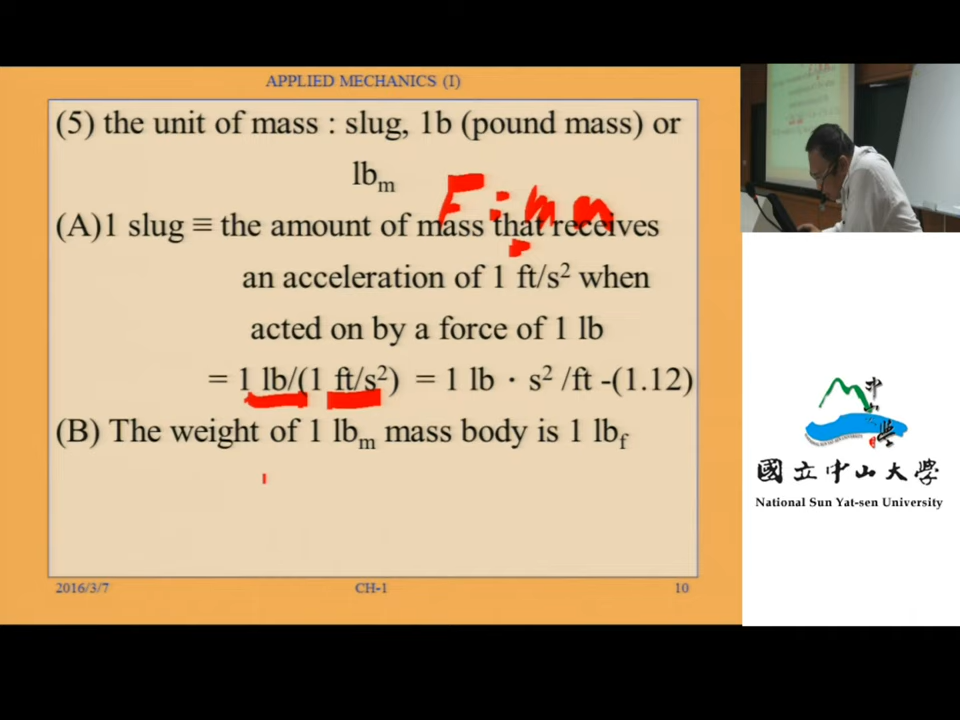 APPLIED MECHANICS (I)
(5) the unit of mass : slug, 1b (pound mass) or
lbm
F = m
(A)1 slug ≡ the amount of mass that receives
an acceleration of 1 ft/s² when
acted on by a force of 1 lb
= 1 lb/(1 ft/s²) = 1 lb · s² /ft -(1.12)
(B) The weight of 1 lbm mass body is 1 lbf
2016/3/7 CH-1 10
國立中山大學
National Sun Yat-sen University